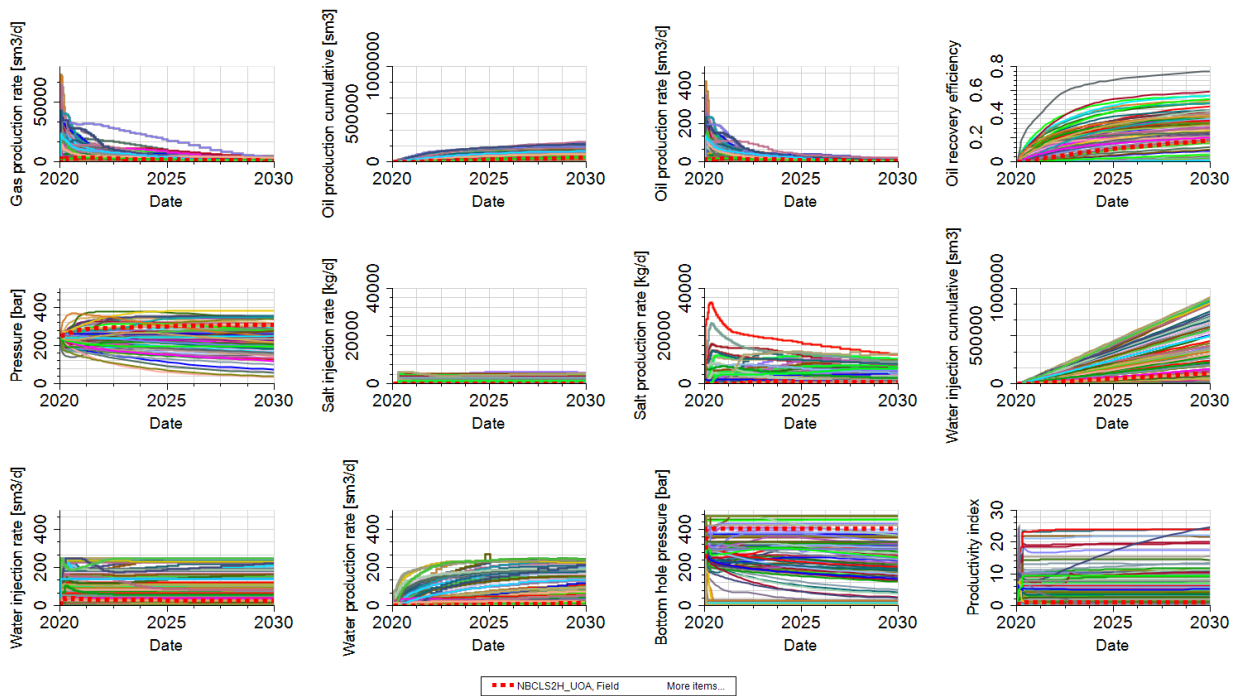 Gas production rate [sm3/d]
500000
0
2020
2025
2030
Date
Oil production cumulative [sm3]
1000000
500000
0
2020
2025
2030
Date
Oil production rate [sm3/d]
400
200
0
2020
2025
2030
Date
Oil recovery efficiency
0.8
0.6
0.4
0.2
0
2020
2025
2030
Date
Pressure [bar]
400
200
0
2020
2025
2030
Date
Salt injection rate [kg/d]
40000
20000
0
2020
2025
2030
Date
Salt production rate [kg/d]
40000
20000
0
2020
2025
2030
Date
Water injection cumulative [sm3]
1000000
500000
0
2020
2025
2030
Date
Water injection rate [sm3/d]
400
200
0
2020
2025
2030
Date
Water production rate [sm3/d]
400
200
0
2020
2025
2030
Date
Bottom hole pressure [bar]
400
200
0
2020
2025
2030
Date
Productivity index
30
20
10
0
2020
2025
2030
Date
NBCLS2H_UOA, Field More items...